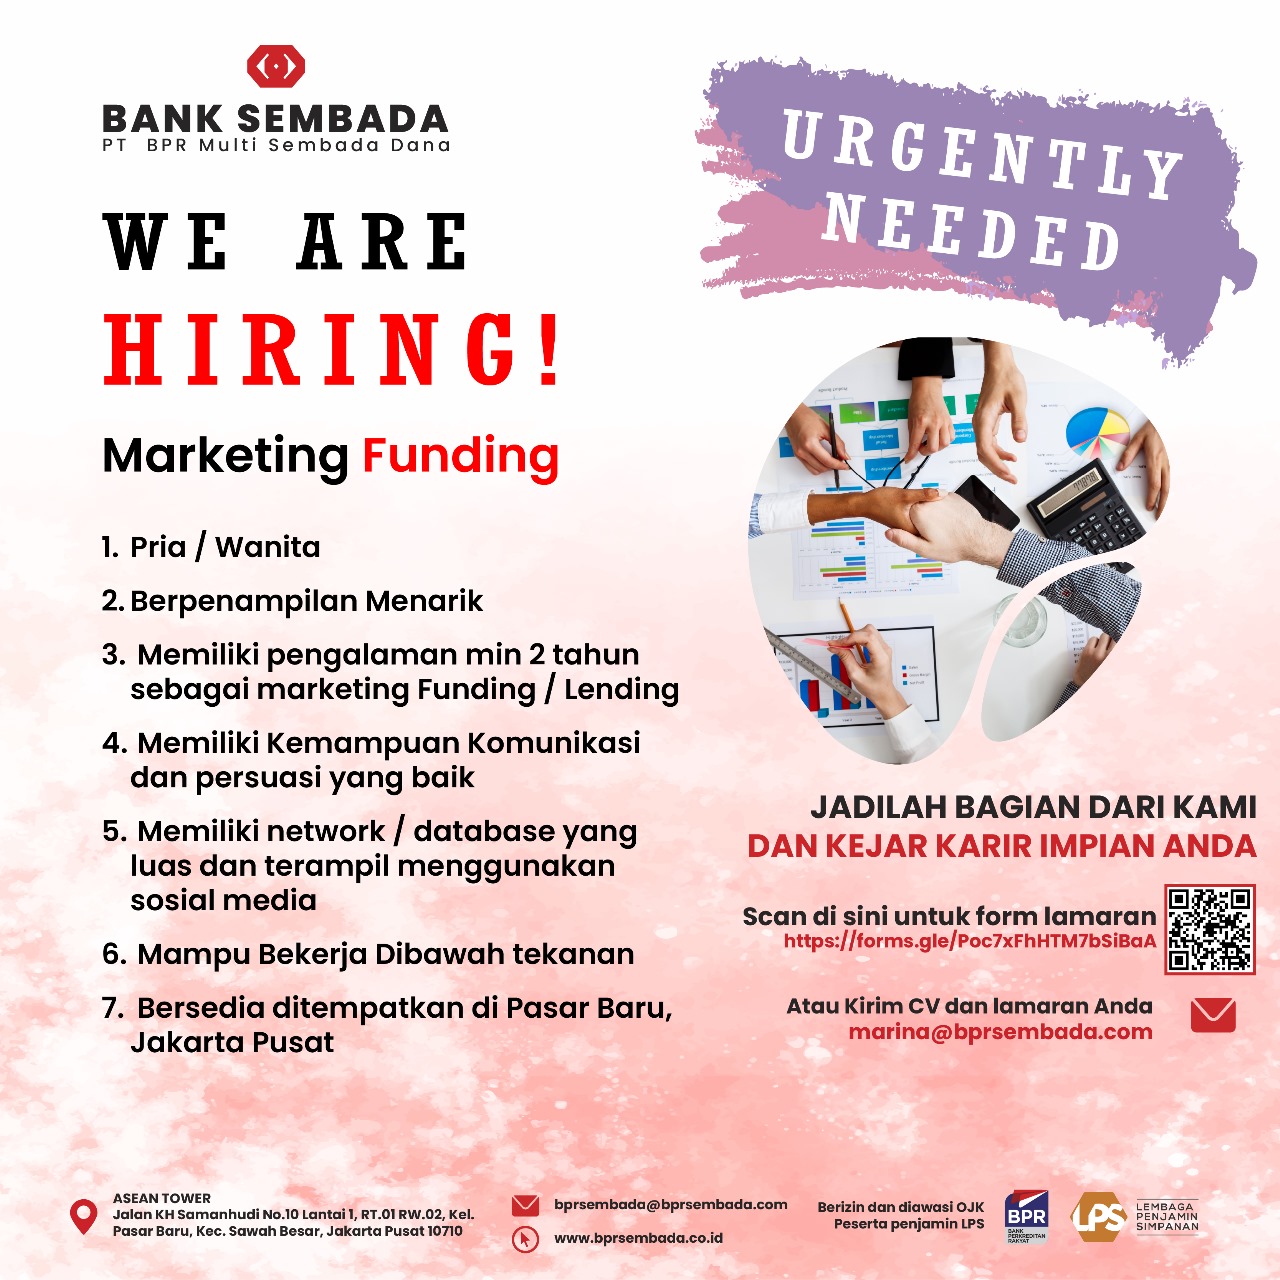 BANK SEMBADA
PT BPR Multi Sembada Dana
URGENTLY
NEEDED
WE ARE
HIRING!
Marketing Funding
1. Pria / Wanita
2. Berpenampilan Menarik
3. Memiliki pengalaman min 2 tahun
sebagai marketing Funding / Lending
4. Memiliki Kemampuan Komunikasi
dan persuasi yang baik
5. Memiliki network / database yang
luas dan terampil menggunakan
sosial media
6. Mampu Bekerja Dibawah tekanan
7. Bersedia ditempatkan di Pasar Baru,
Jakarta Pusat
JADILAH BAGIAN DARI KAMI
DAN KEJAR KARIR IMPIAN ANDA
Scan di sini untuk form lamaran
https://forms.gle/Poc7xFhHTM7bSiBaA
Atau Kirim CV dan lamaran Anda
marina@bprsembada.com
ASEAN TOWER
Jalan KH Samanhudi No.10 Lantai 1, RT.01 RW.02, Kel.
Pasar Baru, Kec. Sawah Besar, Jakarta Pusat 10710
bprsembada@bprsembada.com
www.bprsembada.co.id
Berizin dan diawasi OJK
Peserta penjamin LPS
BPR
BANK
PERKREDITAN
RAKYAT
LPS
LEMBAGA
PENJAMIN
SIMPANAN